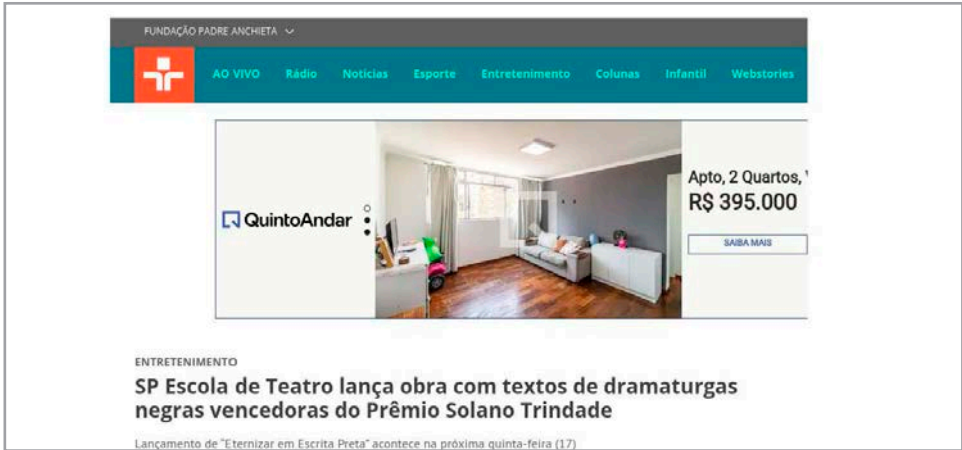 FUNDAÇÃO PADRE ANCHIETA
AO VIVO Rádio Notícias Esporte Entretenimento Colunas Infantil Webstories
QuintoAndar
Apto, 2 Quartos,
R$ 395.000
SAIBA MAIS
ENTRETENIMENTO
SP Escola de Teatro lança obra com textos de dramaturgas
negras vencedoras do Prêmio Solano Trindade
Lançamento de "Eternizar em Escrita Preta" acontece na próxima quinta-feira (17)